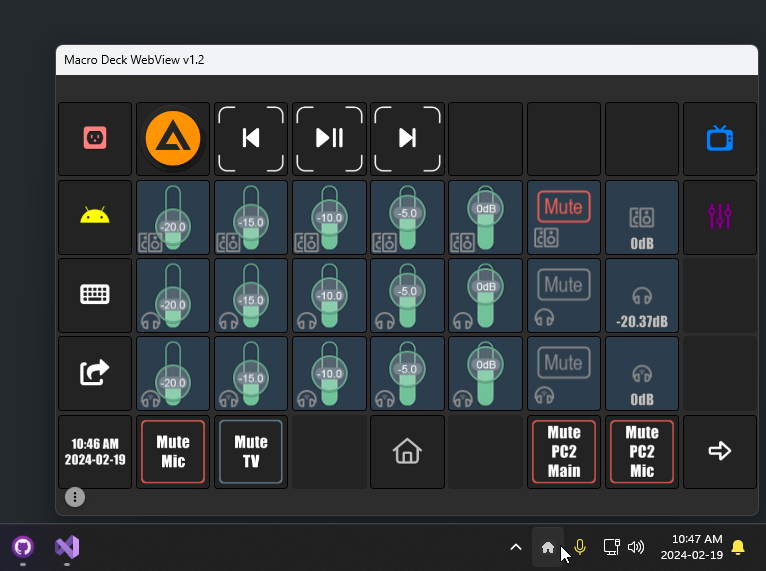 Macro Deck WebView v1.2
-20.0
-15.0
-10.0
-5.0
0dB
Mute
0dB
-20.0
-15.0
-10.0
-5.0
0dB
Mute
-20.37dB
-20.0
-15.0
-10.0
-5.0
0dB
Mute
0dB
10:46 AM
2024-02-19
Mute
Mic
Mute
TV
Mute
PC2
Main
Mute
PC2
Mic
10:47 AM
2024-02-19